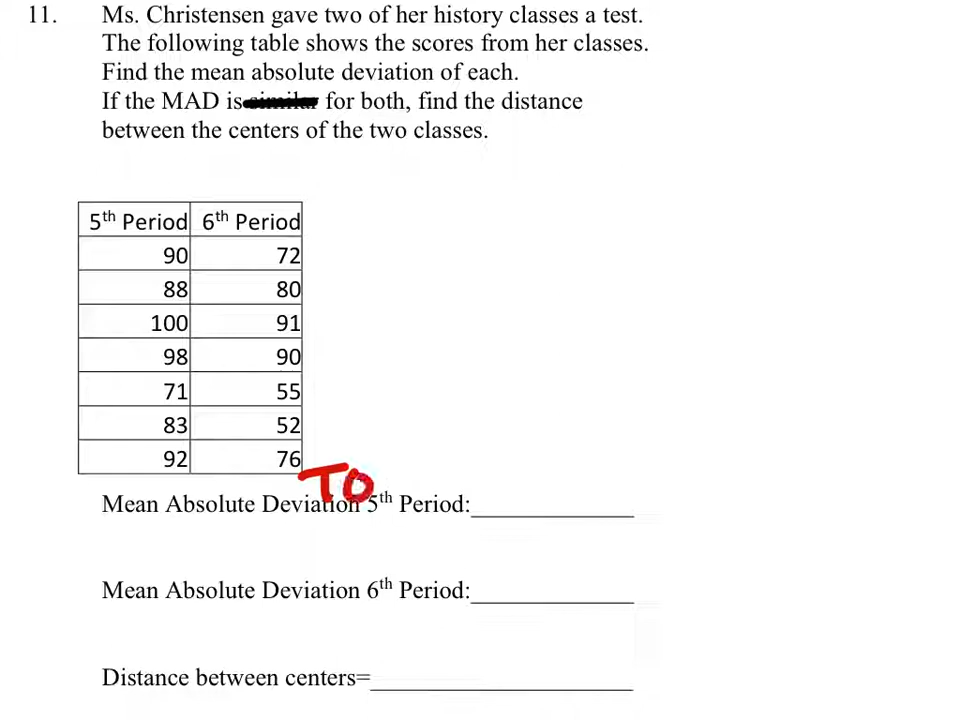 11. Ms. Christensen gave two of her history classes a test.
The following table shows the scores from her classes.
Find the mean absolute deviation of each.
If the MAD is for both, find the distance
between the centers of the two classes.
5th Period 6th Period
90 72
88 80
100 91
98 90
71 55
83 52
92 76
TO
Mean Absolute Deviation 5th Period:
Mean Absolute Deviation 6th Period:
Distance between centers=